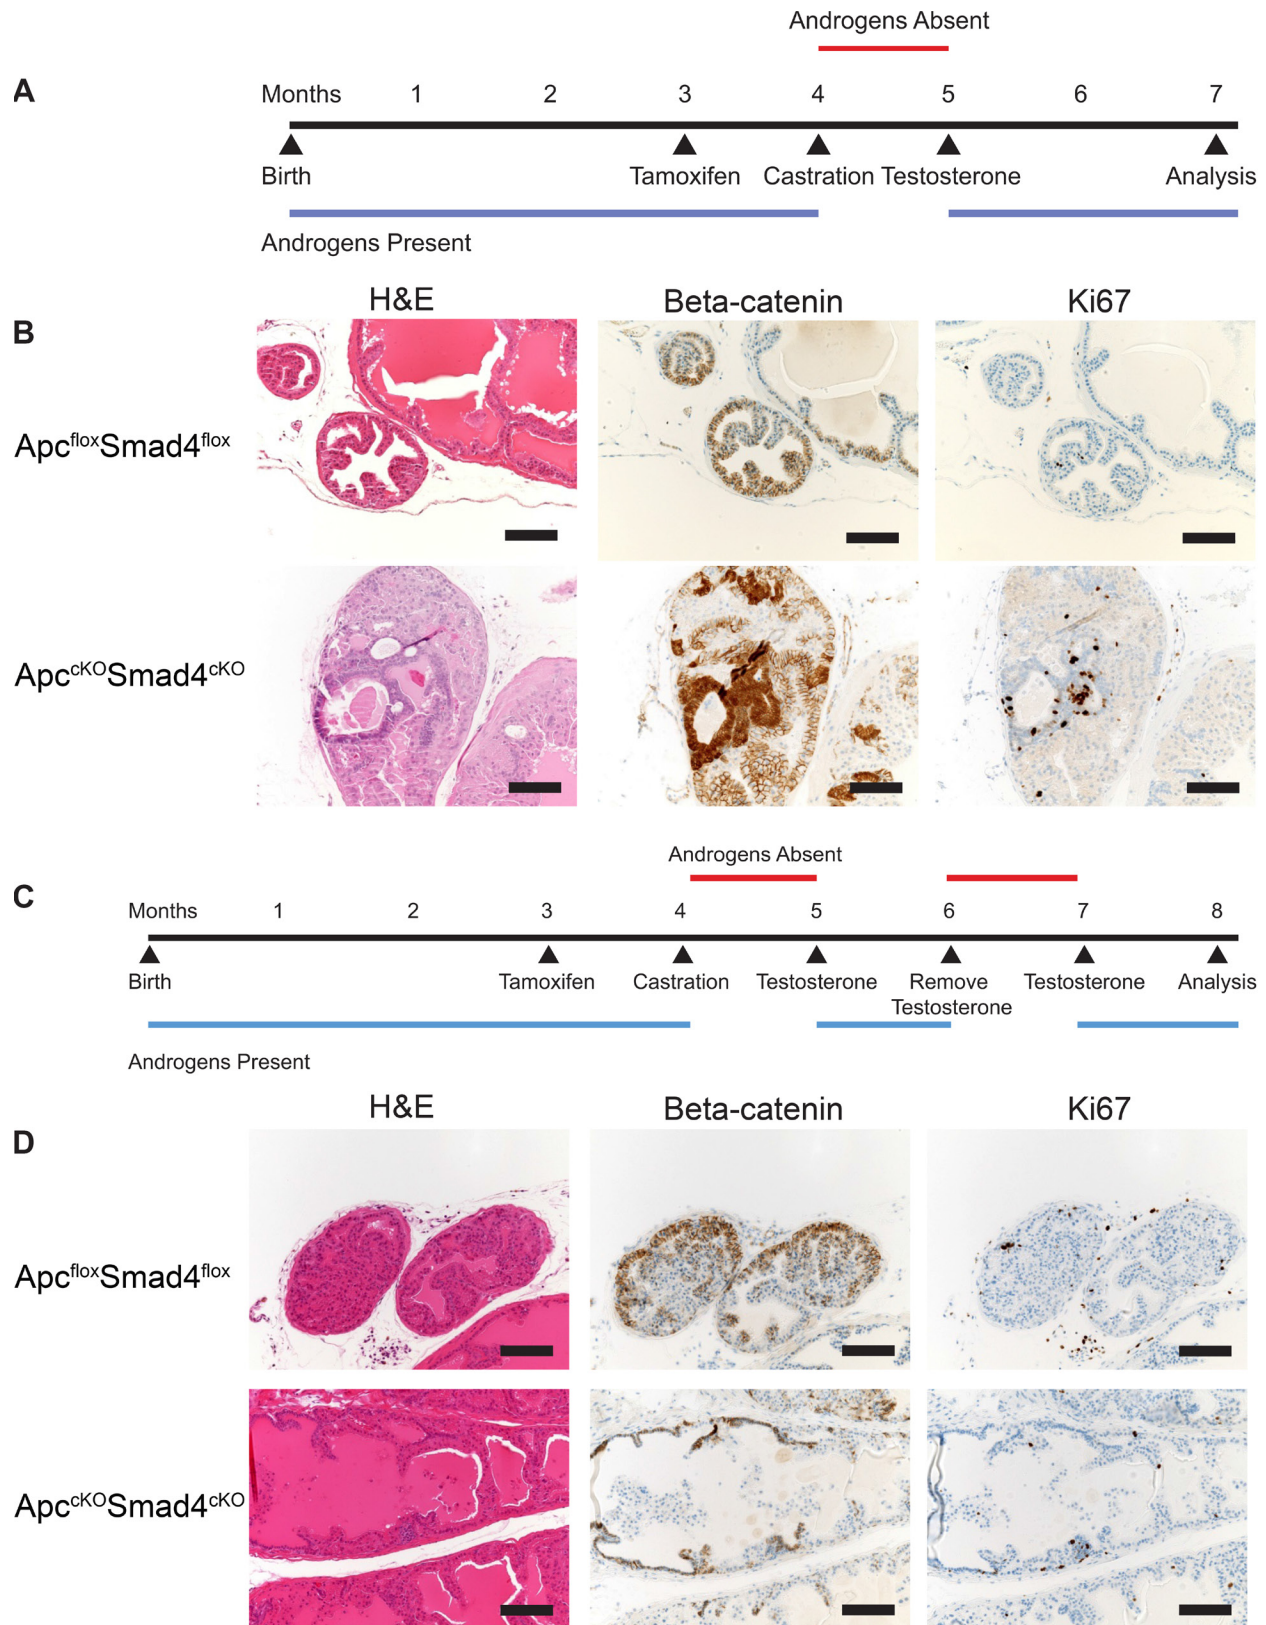 Androgens Absent
A
Months 1 2 3 4 5 6 7
Birth Tamoxifen Castration Testosterone Analysis
Androgens Present
H&E Beta-catenin Ki67
B
ApcfloxSmad4flox
ApccKOSmad4cKO
Androgens Absent
C
Months 1 2 3 4 5 6 7 8
Birth Tamoxifen Castration Testosterone Remove Testosterone Analysis
Testosterone
Androgens Present
H&E Beta-catenin Ki67
D
Apcfloxsmad4flox
ApccKOSmad4cKO